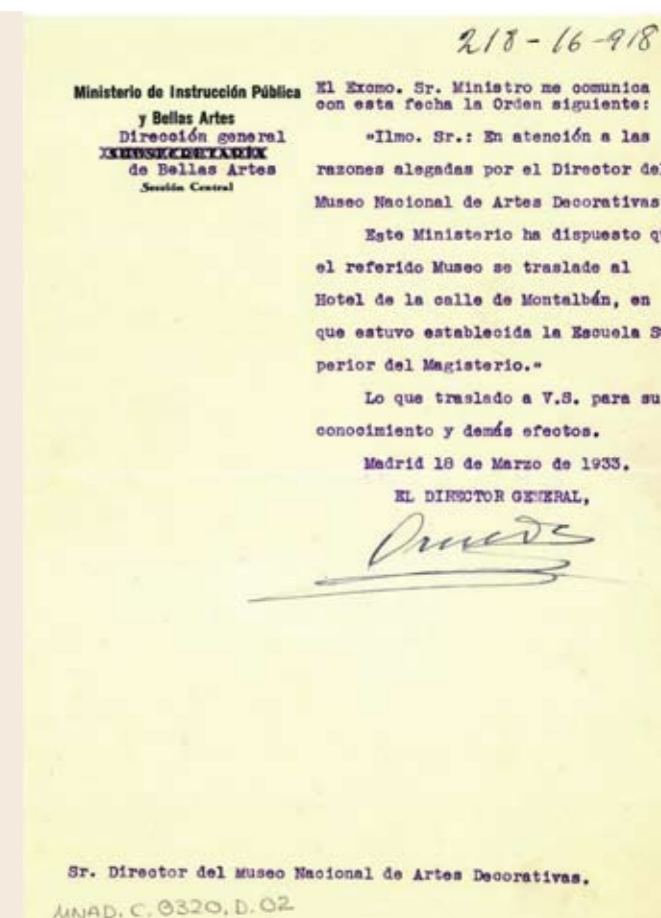 218-16-918
Ministerio de Instrucción Pública
y Bellas Artes
Dirección general
SUBSECRETARÍA
de Bellas Artes
Sección Central
El Excmo. Sr. Ministro me comunica
con esta fecha la Orden siguiente:
"Ilmo. Sr.: En atención a las
razones alegadas por el Director del
Museo Nacional de Artes Decorativas
Este Ministerio ha dispuesto qu
el referido Museo se traslade al
Hotel de la calle de Montalbán, en
que estuvo establecida la Escuela Su
perior del Magisterio."
Lo que traslado a V.S. para su
conocimiento y demás efectos.
Madrid 18 de Marzo de 1933.
EL DIRECTOR GENERAL,
Sr. Director del Museo Nacional de Artes Decorativas.
MNAD. C. 0320, D. 02